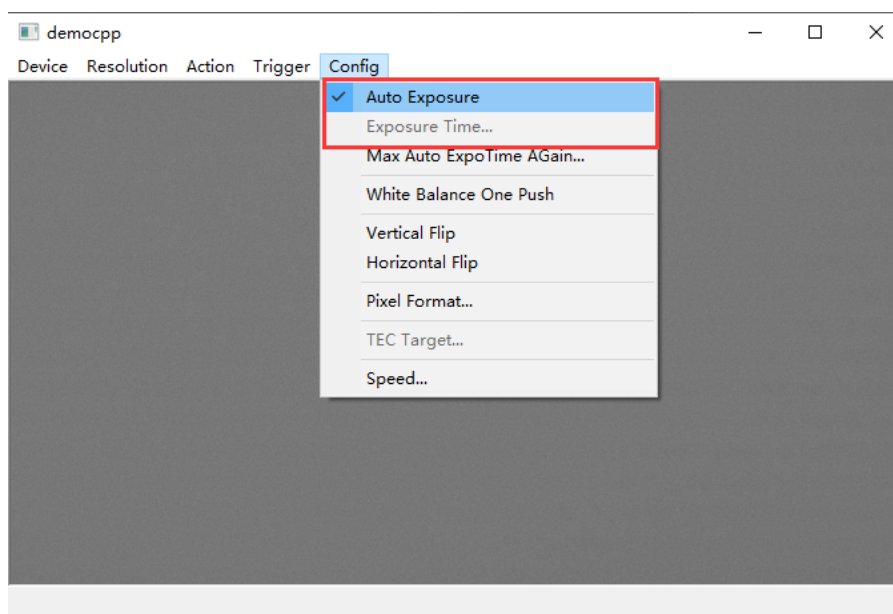 democpp
Device Resolution Action Trigger Config
Auto Exposure
Exposure Time...
Max Auto ExpoTime AGain...
White Balance One Push
Vertical Flip
Horizontal Flip
Pixel Format...
TEC Target...
Speed...